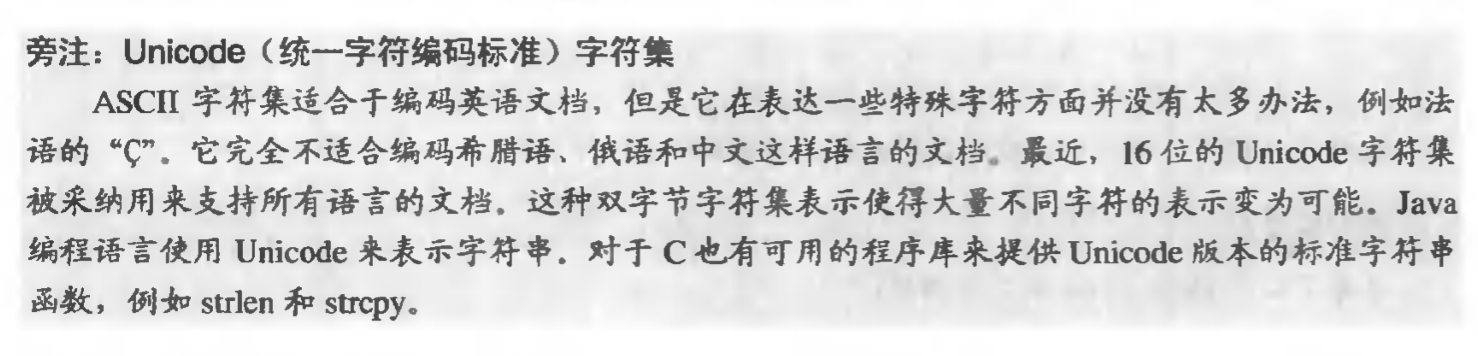 旁注：Unicode（统一字符编码标准）字符集
ASCII 字符集适合于编码英语文档，但是它在表达一些特殊字符方面并没有太多办法，例如法
语的“Ç”。它完全不适合编码希腊语、俄语和中文这样语言的文档。最近，16 位的 Unicode 字符集
被采纳用来支持所有语言的文档。这种双字节字符集表示使得大量不同字符的表示变为可能。Java
编程语言使用 Unicode 来表示字符串。对于 C 也有可用的程序库来提供 Unicode 版本的标准字符串
函数，例如 strlen 和 strcpy。